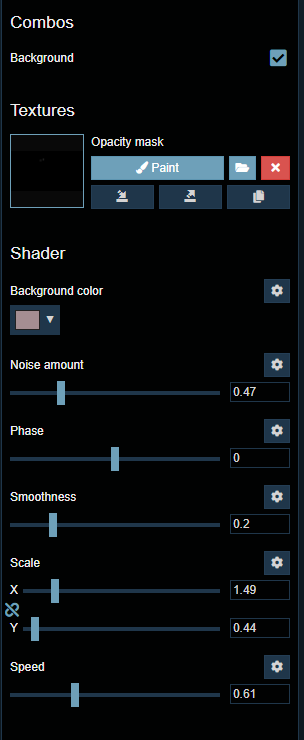 Combos
Background
Textures
Opacity mask
Paint
Shader
Background color
Noise amount
0.47
Phase
0
Smoothness
0.2
Scale
X 1.49
Y 0.44
Speed
0.61